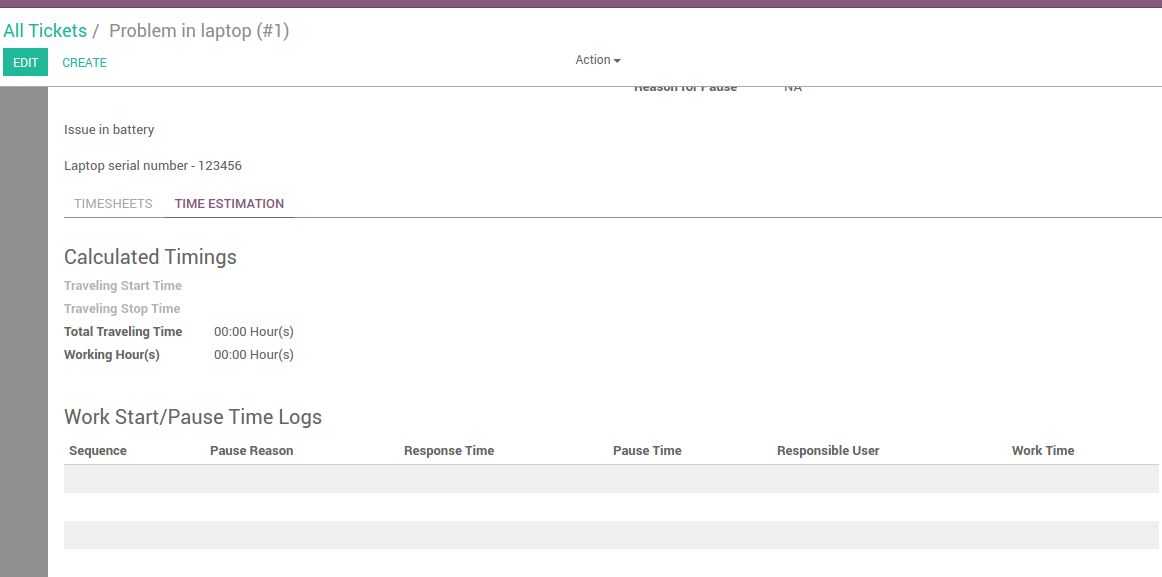 All Tickets / Problem in laptop (#1)
EDIT CREATE Action
Reason for Pause NA
Issue in battery
Laptop serial number - 123456
TIMESHEETS TIME ESTIMATION
Calculated Timings
Traveling Start Time
Traveling Stop Time
Total Traveling Time 00:00 Hour(s)
Working Hour(s) 00:00 Hour(s)
Work Start/Pause Time Logs
Sequence Pause Reason Response Time Pause Time Responsible User Work Time